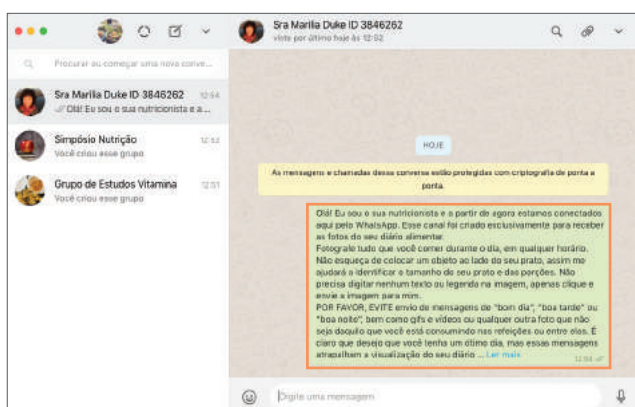 Sra Marilia Duke ID 3846262
visto por último hoje às 12:52
Procurar ou começar uma nova conve...
Sra Marilia Duke ID 3846262 12:54
Olá! Eu sou o sua nutricionista e a ...
Simpósio Nutrição 12:52
Você criou esse grupo
Grupo de Estudos Vitamina 12:51
Você criou esse grupo
HOJE
As mensagens e chamadas dessa conversa estão protegidas com criptografia de ponta a
ponta.
Olá! Eu sou o sua nutricionista e a partir de agora estamos conectados
aqui pelo WhatsApp. Esse canal foi criado exclusivamente para receber
as fotos do seu diário alimentar.
Fotografe tudo que você comer durante o dia, em qualquer horário.
Não esqueça de colocar um objeto ao lado do seu prato, assim me
ajudará a identificar o tamanho do seu prato e das porções. Não
precisa digitar nenhum texto ou legenda na imagem, apenas clique e
envie a imagem para mim.
POR FAVOR, EVITE envio de mensagens de "bom dia", "boa tarde" ou
"boa noite", bem como gifs e vídeos ou qualquer outra foto que não
seja daquilo que você está consumindo nas refeições ou entre elas. É
claro que desejo que você tenha um ótimo dia, mas essas mensagens
atrapalham a visualização do seu diário ... Ler mais
12:54
Digite uma mensagem